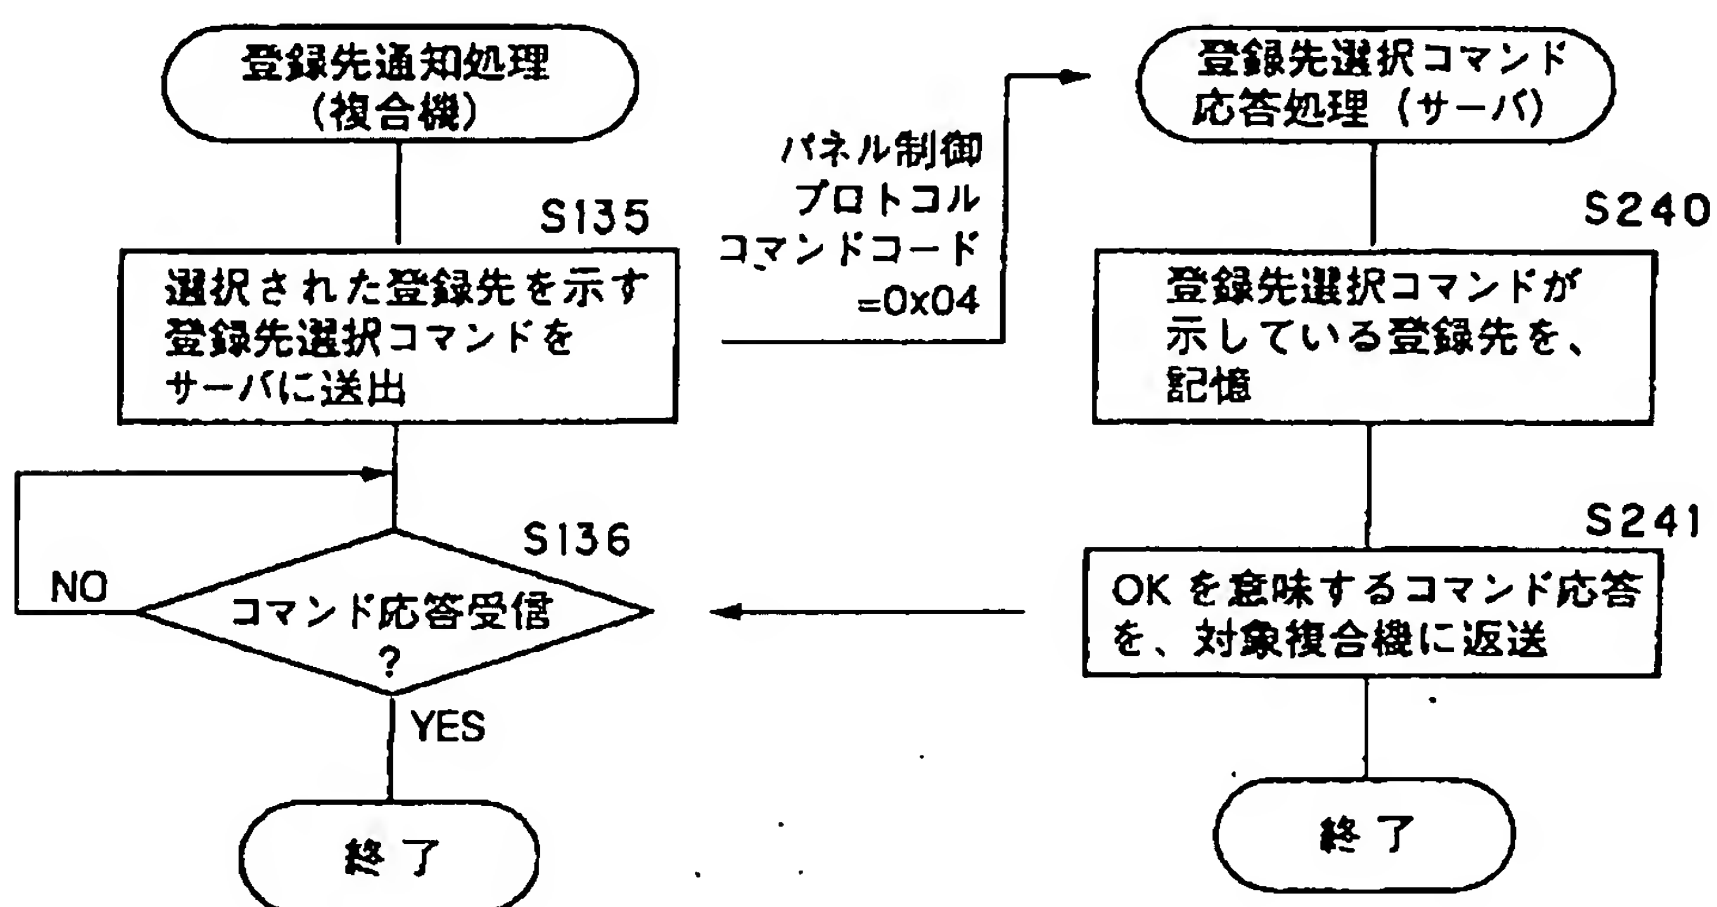 登録先通知処理
(複合機)
S135
選択された登録先を示す
登録先選択コマンドを
サーバに送出
S136
コマンド応答受信
?
NO
YES
終了
パネル制御
プロトコル
コマンドコード
=0x04
登録先選択コマンド
応答処理(サーバ)
S240
登録先選択コマンドが
示している登録先を、
記憶
S241
OKを意味するコマンド応答
を、対象複合機に返送
終了